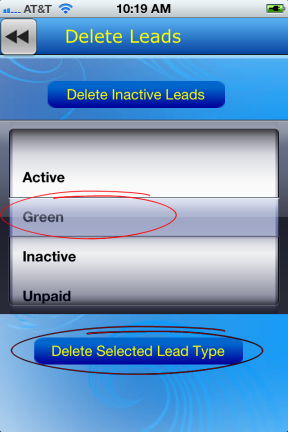 AT&T 10:19 AM
Delete Leads
Delete Inactive Leads
Active
Green
Inactive
Unpaid
Delete Selected Lead Type